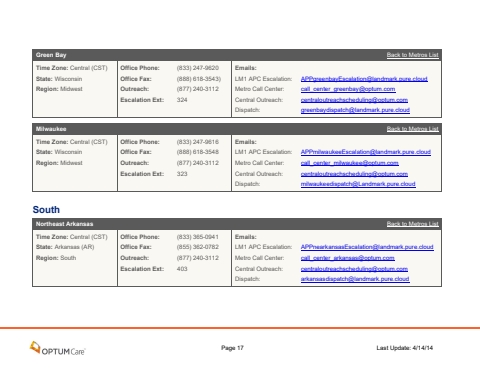 Green Bay Back to Metros List
Time Zone: Central (CST) Office Phone: (833) 247-9620 Emails:
State: Wisconsin Office Fax: (888) 618-3543) LM1 APC Escalation: APPgreenbayEscalation@landmark.pure.cloud
Region: Midwest Outreach: (877) 240-3112 Metro Call Center: call_center_greenbay@optum.com
Escalation Ext: 324 Central Outreach: centraloutreachscheduling@optum.com
Dispatch: greenbaydispatch@landmark.pure.cloud
Milwaukee Back to Metros List
Time Zone: Central (CST) Office Phone: (833) 247-9616 Emails:
State: Wisconsin Office Fax: (888) 618-3548 LM1 APC Escalation: APPmilwaukeeEscalation@landmark.pure.cloud
Region: Midwest Outreach: (877) 240-3112 Metro Call Center: call_center_milwaukee@optum.com
Escalation Ext: 323 Central Outreach: centraloutreachscheduling@optum.com
Dispatch: milwaukeedispatch@Landmark.pure.cloud
South
Northeast Arkansas Back to Metros List
Time Zone: Central (CST) Office Phone: (833) 365-0941 Emails:
State: Arkansas (AR) Office Fax: (855) 362-0782 LM1 APC Escalation: APPnearkansasEscalation@landmark.pure.cloud
Region: South Outreach: (877) 240-3112 Metro Call Center: call_center_arkansas@optum.com
Escalation Ext: 403 Central Outreach: centraloutreachscheduling@optum.com
Dispatch: arkansasdispatch@landmark.pure.cloud
OPTUMCare Page 17 Last Update: 4/14/14